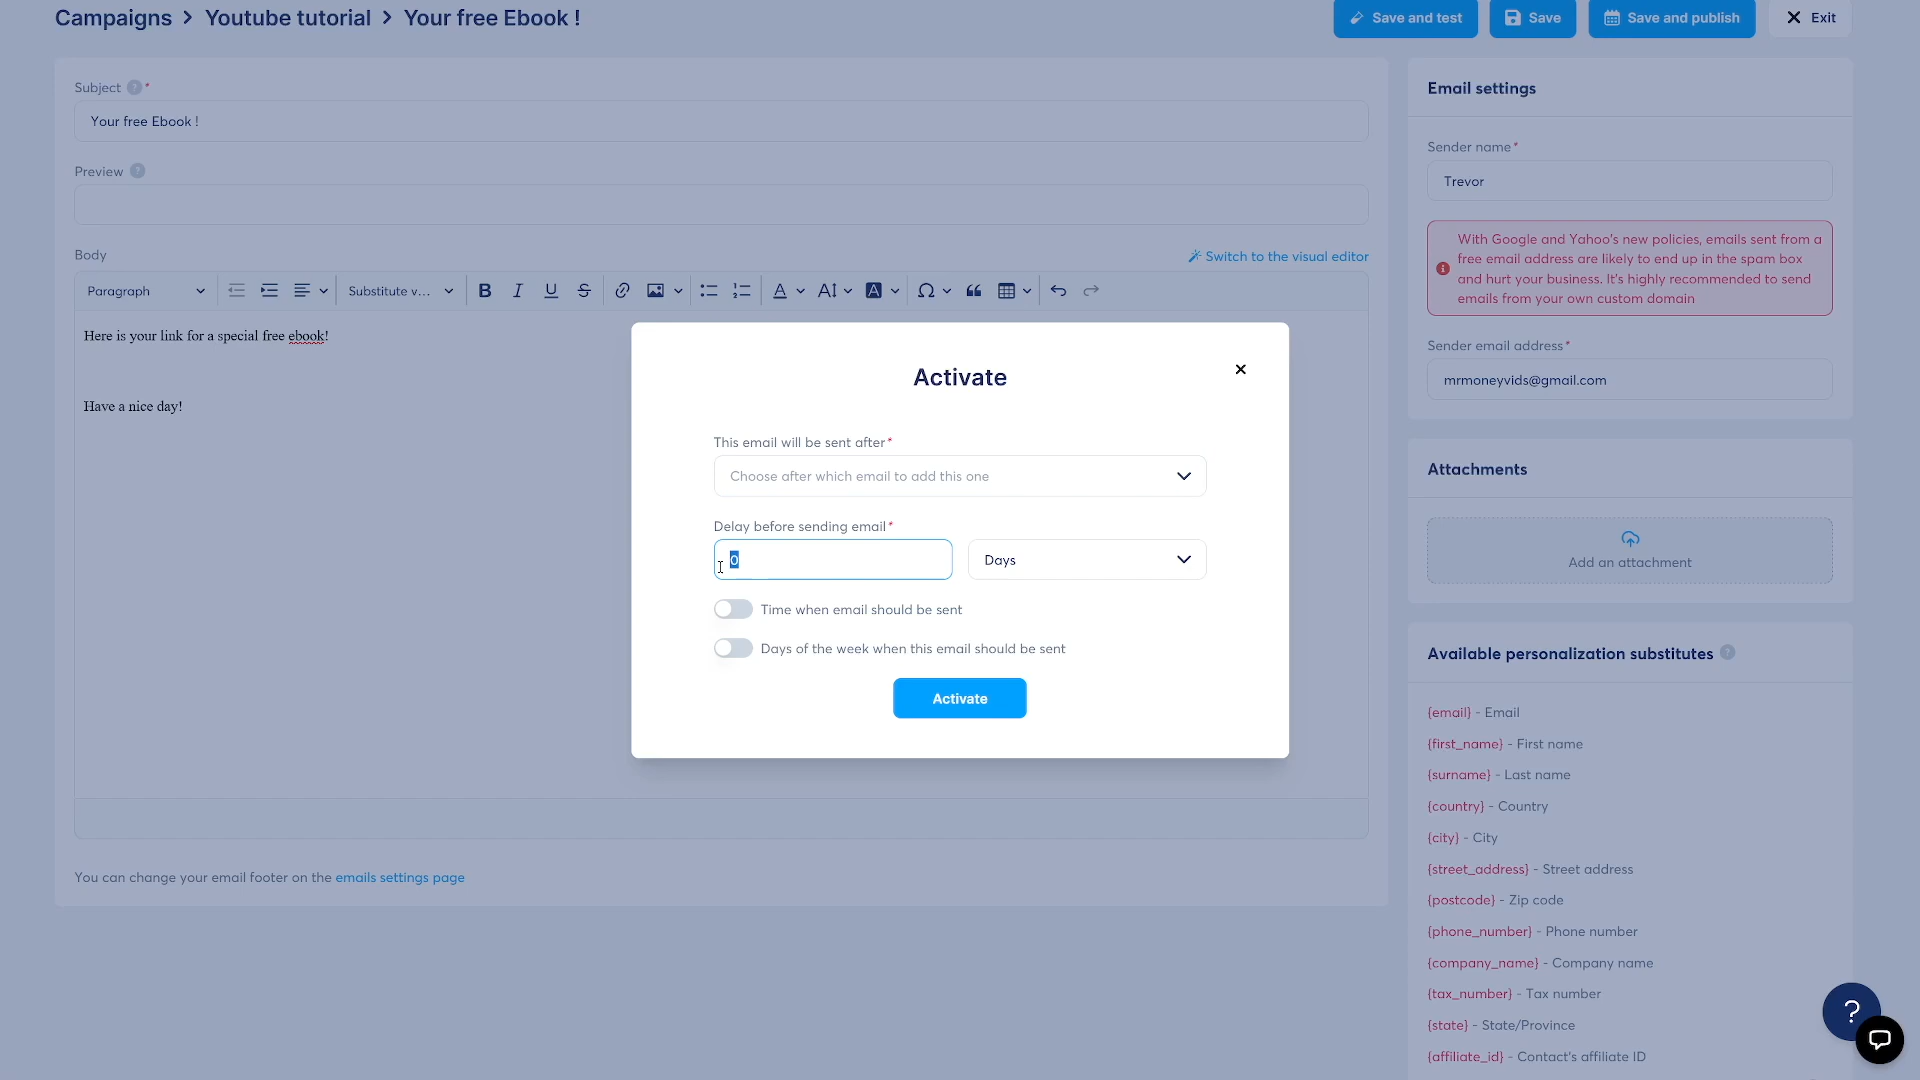 Campaigns > Youtube tutorial > Your free Ebook !
Save and test
Save
Save and publish
Exit
Subject ? *
Your free Ebook !
Preview ?
Body
Switch to the visual editor
Paragraph
Substitute v...
Here is your link for a special free ebook!
Have a nice day!
You can change your email footer on the emails settings page
Activate
This email will be sent after *
Choose after which email to add this one
Delay before sending email *
0
Days
Time when email should be sent
Days of the week when this email should be sent
Activate
Email settings
Sender name *
Trevor
With Google and Yahoo's new policies, emails sent from a
free email address are likely to end up in the spam box
and hurt your business. It's highly recommended to send
emails from your own custom domain
Sender email address *
mrmoneyvids@gmail.com
Attachments
Add an attachment
Available personalization substitutes ?
{email} - Email
{first_name} - First name
{surname} - Last name
{country} - Country
{city} - City
{street_address} - Street address
{postcode} - Zip code
{phone_number} - Phone number
{company_name} - Company name
{tax_number} - Tax number
{state} - State/Province
{affiliate_id} - Contact's affiliate ID
?